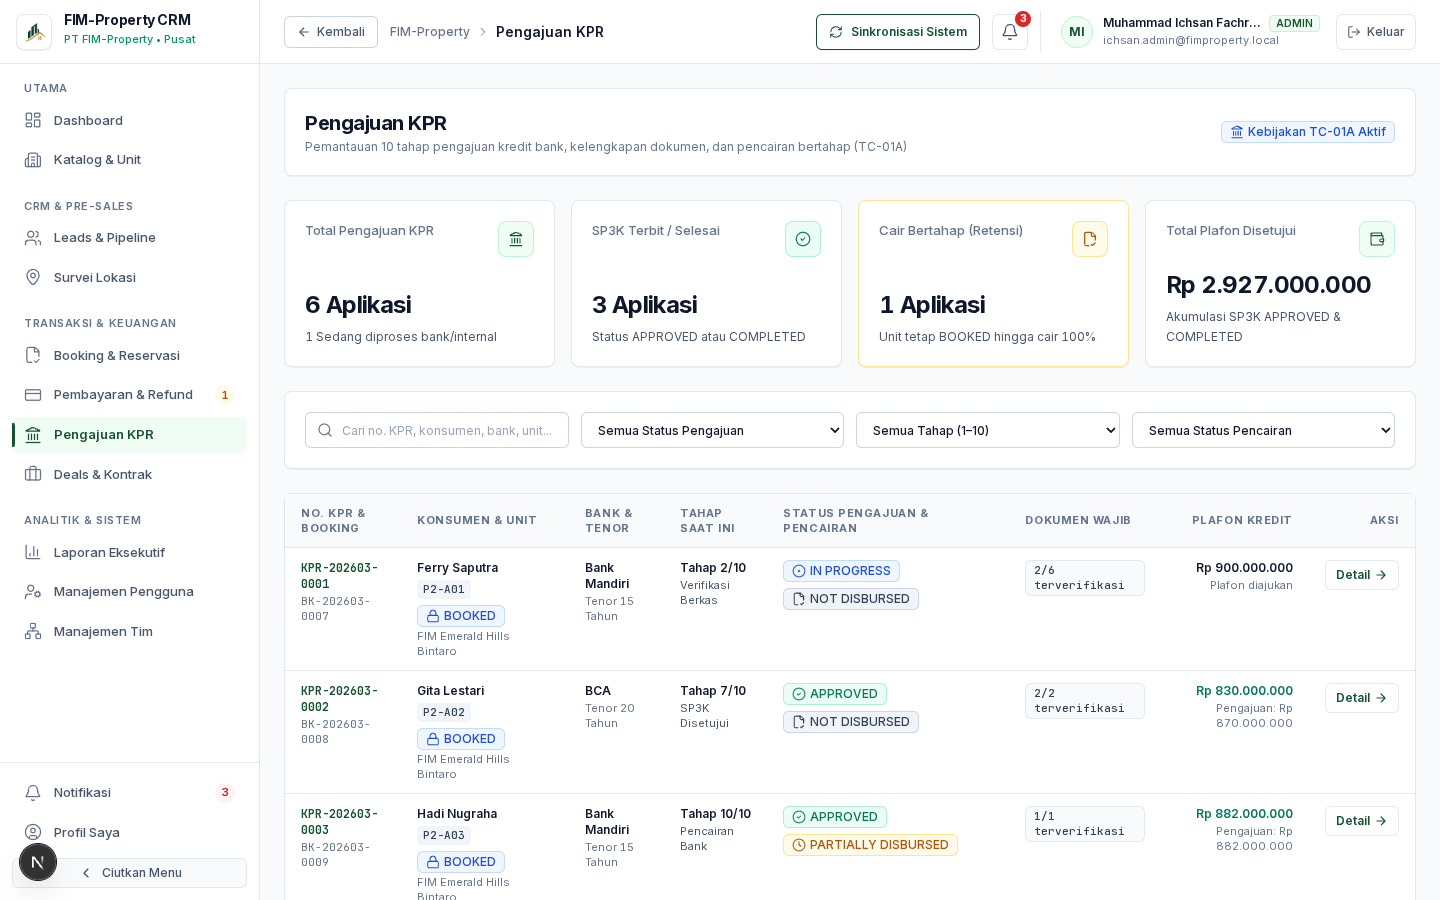 FIM-Property CRM
PT FIM-Property • Pusat
UTAMA
Dashboard
Katalog & Unit
CRM & PRE-SALES
Leads & Pipeline
Survei Lokasi
TRANSAKSI & KEUANGAN
Booking & Reservasi
Pembayaran & Refund 1
Pengajuan KPR
Deals & Kontrak
ANALITIK & SISTEM
Laporan Eksekutif
Manajemen Pengguna
Manajemen Tim
Notifikasi 3
Profil Saya
N
Ciutkan Menu
Kembali
FIM-Property
Pengajuan KPR
Sinkronisasi Sistem
3
MI
Muhammad Ichsan Fachr... ADMIN
ichsan.admin@fimproperty.local
Keluar
Pengajuan KPR
Pemantauan 10 tahap pengajuan kredit bank, kelengkapan dokumen, dan pencairan bertahap (TC-01A)
Kebijakan TC-01A Aktif
Total Pengajuan KPR
6 Aplikasi
1 Sedang diproses bank/internal
SP3K Terbit / Selesai
3 Aplikasi
Status APPROVED atau COMPLETED
Cair Bertahap (Retensi)
1 Aplikasi
Unit tetap BOOKED hingga cair 100%
Total Plafon Disetujui
Rp 2.927.000.000
Akumulasi SP3K APPROVED &
COMPLETED
Cari no. KPR, konsumen, bank, unit...
Semua Status Pengajuan
Semua Tahap (1–10)
Semua Status Pencairan
NO. KPR &
BOOKING
KONSUMEN & UNIT
BANK &
TENOR
TAHAP
SAAT INI
STATUS PENGAJUAN &
PENCAIRAN
DOKUMEN WAJIB
PLAFON KREDIT
AKSI
KPR-202603-
0001
BK-202603-
0007
Ferry Saputra
P2-A01
BOOKED
FIM Emerald Hills
Bintaro
Bank
Mandiri
Tenor 15
Tahun
Tahap 2/10
Verifikasi
Berkas
IN PROGRESS
NOT DISBURSED
2/6
terverifikasi
Rp 900.000.000
Plafon diajukan
Detail
KPR-202603-
0002
BK-202603-
0008
Gita Lestari
P2-A02
BOOKED
FIM Emerald Hills
Bintaro
BCA
Tenor 20
Tahun
Tahap 7/10
SP3K
Disetujui
APPROVED
NOT DISBURSED
2/2
terverifikasi
Rp 830.000.000
Pengajuan: Rp
870.000.000
Detail
KPR-202603-
0003
BK-202603-
0009
Hadi Nugraha
P2-A03
BOOKED
FIM Emerald Hills
Bintaro
Bank
Mandiri
Tenor 15
Tahun
Tahap 10/10
Pencairan
Bank
APPROVED
PARTIALLY DISBURSED
1/1
terverifikasi
Rp 882.000.000
Pengajuan: Rp
882.000.000
Detail